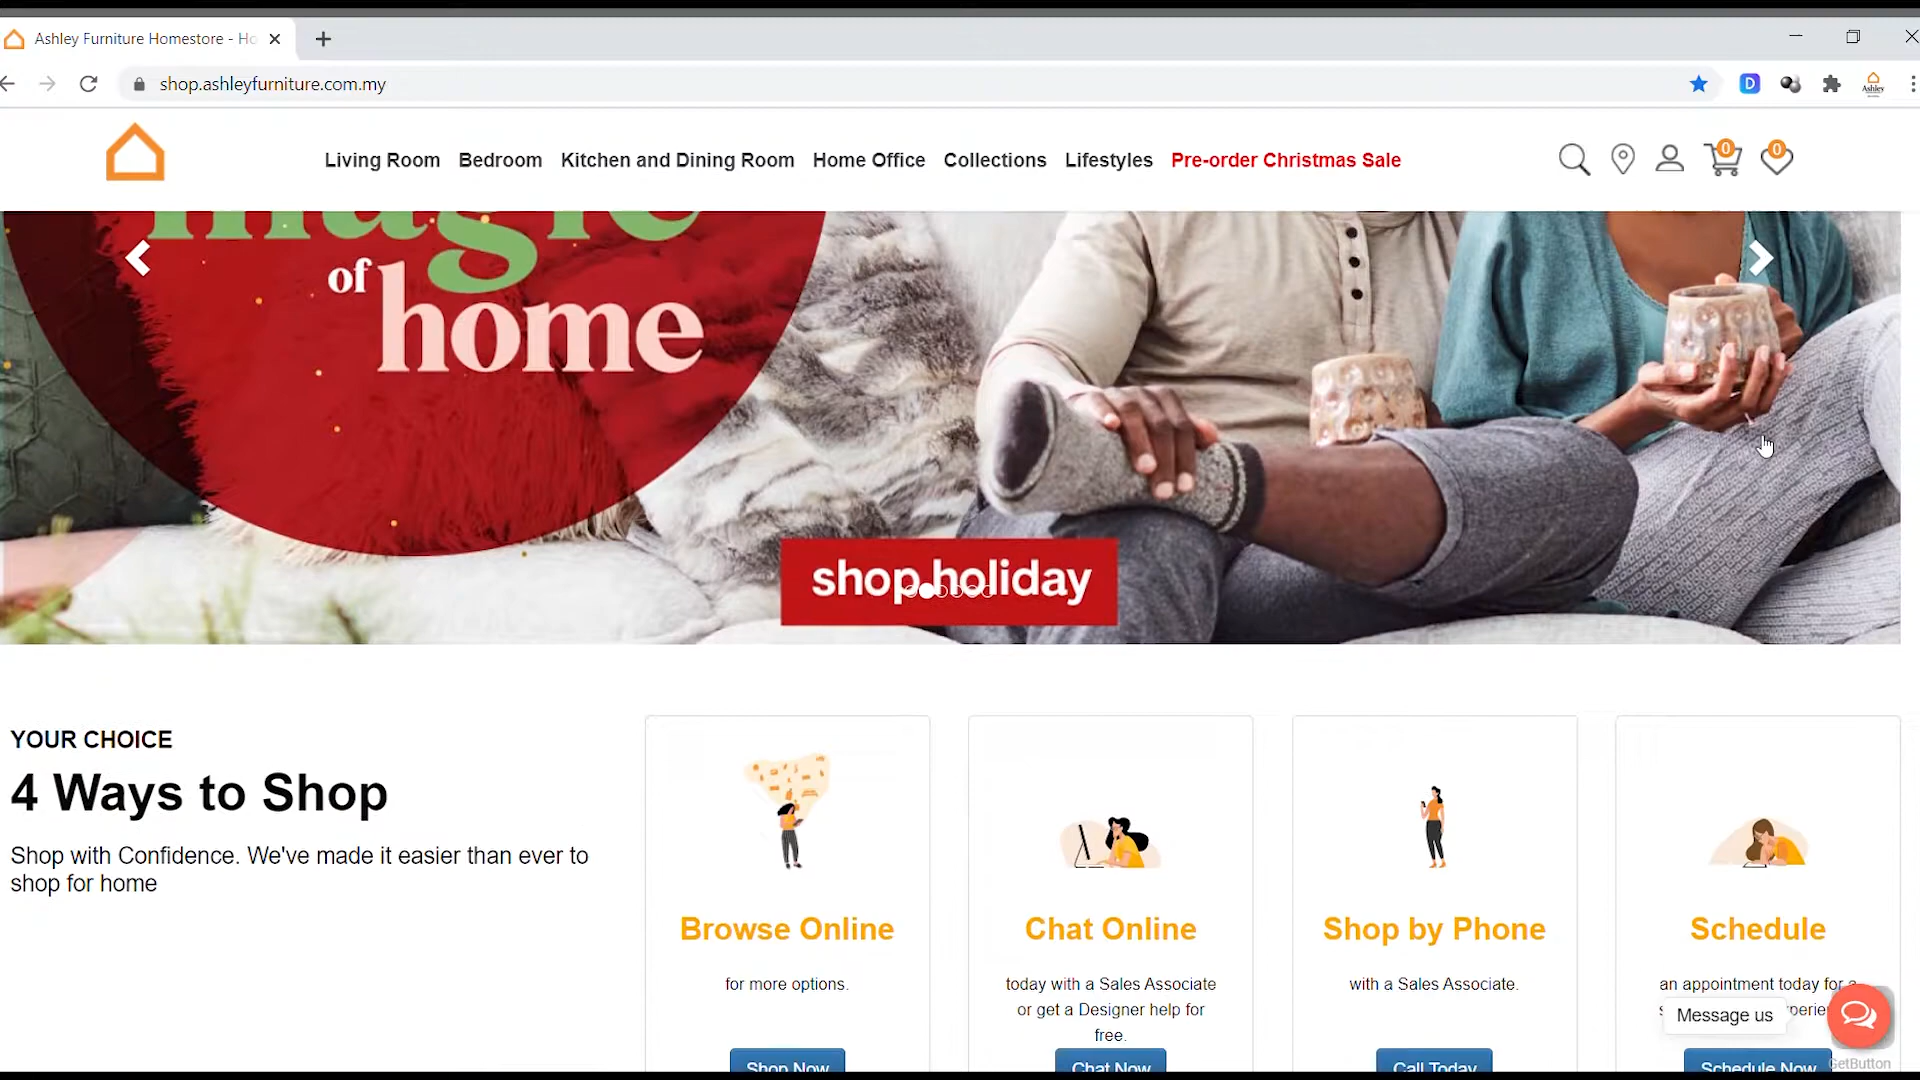 Ashley Furniture Homestore - Ho
shop.ashleyfurniture.com.my
D
Ashley
Living Room Bedroom Kitchen and Dining Room Home Office Collections Lifestyles Pre-order Christmas Sale
0 0
magic
of
home
shop holiday
YOUR CHOICE
4 Ways to Shop
Shop with Confidence. We've made it easier than ever to
shop for home
Browse Online
for more options.
Shop Now
Chat Online
today with a Sales Associate
or get a Designer help for
free.
Chat Now
Shop by Phone
with a Sales Associate.
Call Today
Schedule
an appointment today for a
Schedule Now
Message us
GetButton